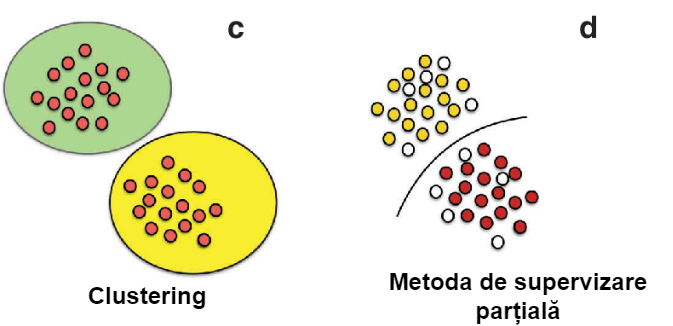 c
d
Clustering
Metoda de supervizare
parțială